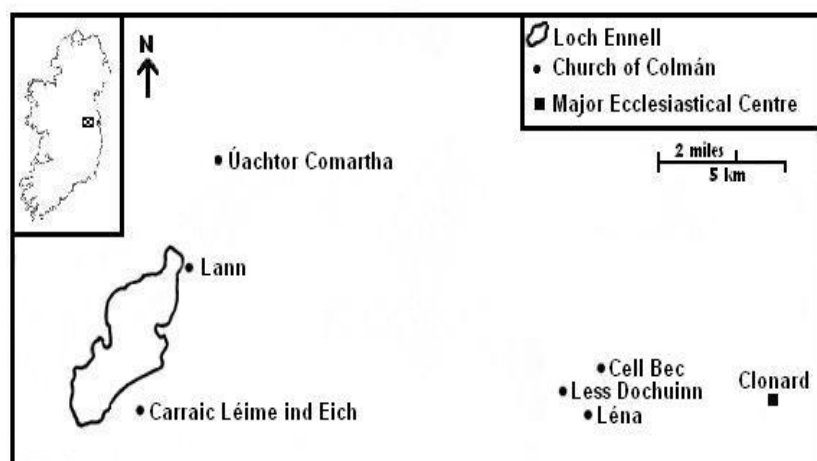 N
Loch Ennell
Church of Colmán
Major Ecclesiastical Centre
2 miles
5 km
Úachtor Comartha
Lann
Carraic Léime ind Eich
Cell Bec
Less Dochuinn
Léna
Clonard